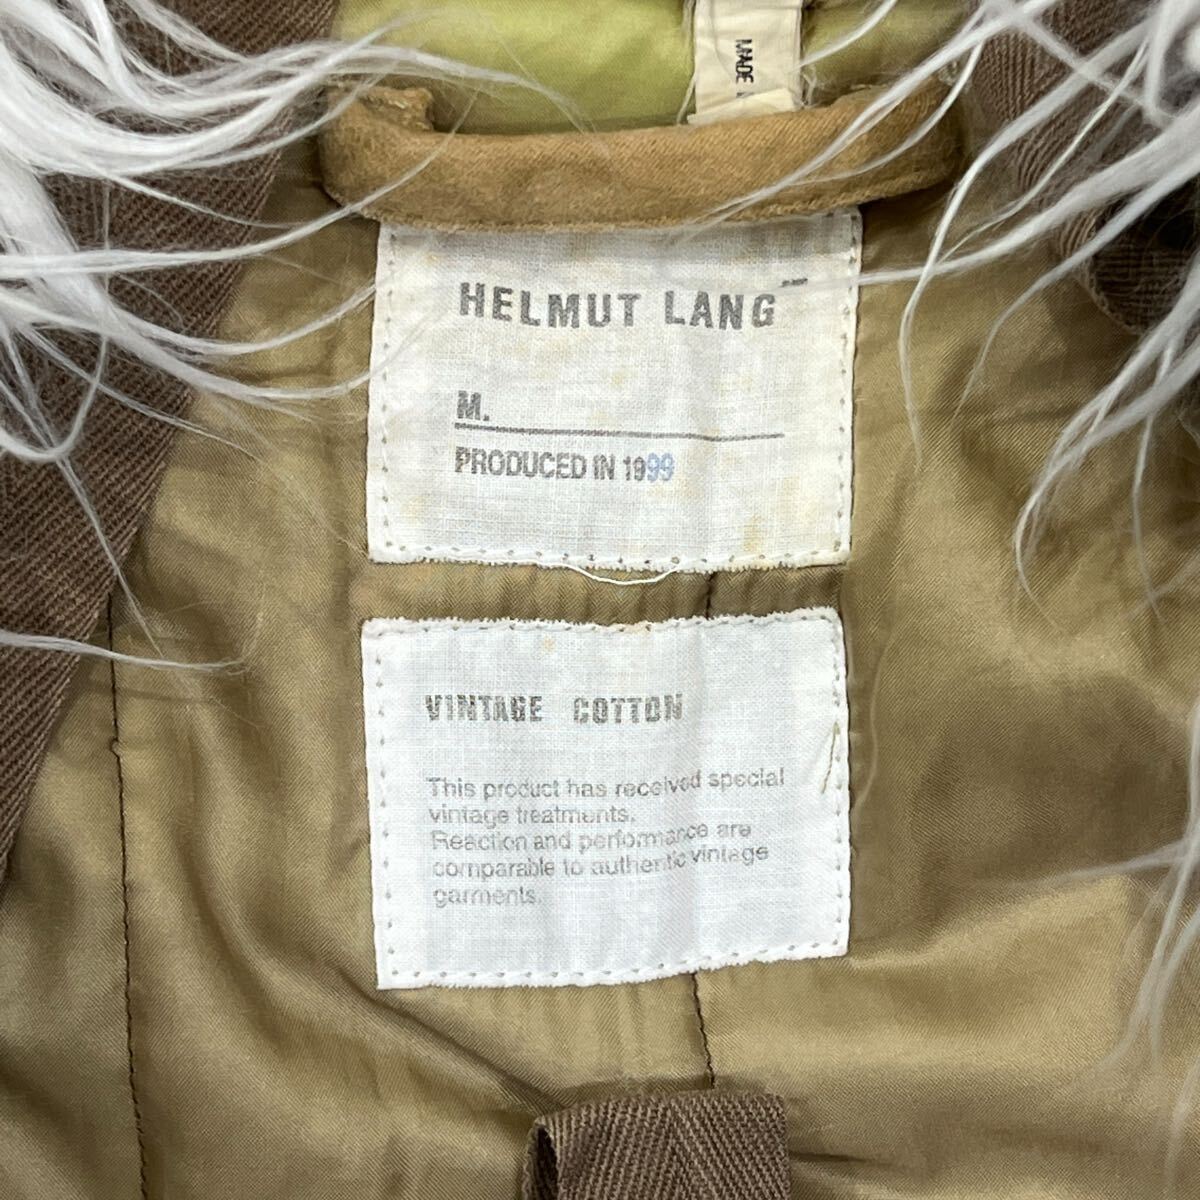 MADE
HELMUT LANG
M.
PRODUCED IN 1999
VINTAGE COTTON
This product has received special
vintage treatments.
Reaction and performance are
comparable to authentic vintage
garments.